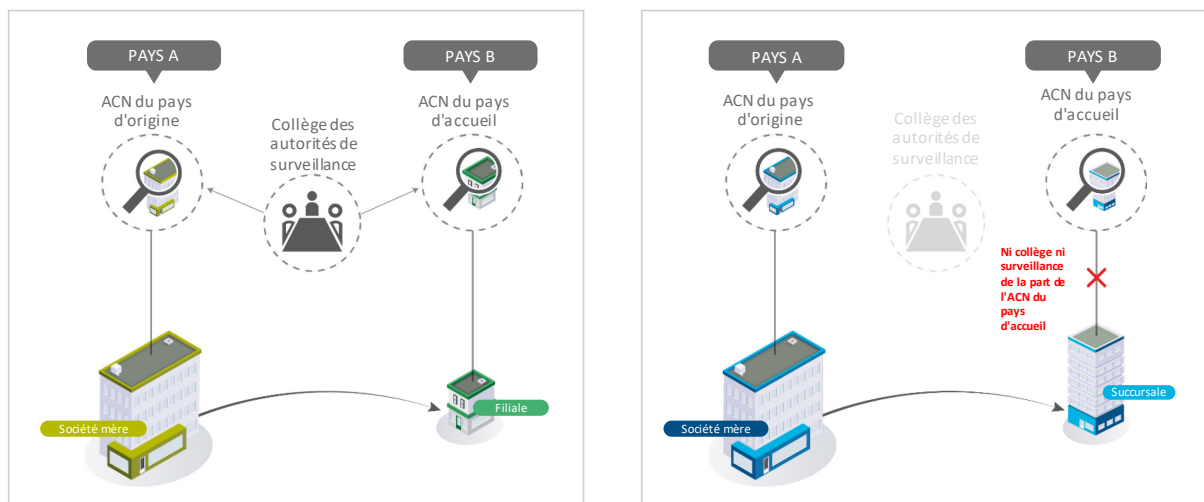 PAYS A
PAYS B
ACN du pays
d'origine
Collège des
autorités de
surveillance
ACN du pays
d'accueil
Société mère
Filiale
PAYS A
PAYS B
ACN du pays
d'origine
Collège des
autorités de
surveillance
ACN du pays
d'accueil
Ni collège ni
surveillance
de la part de
l'ACN du
pays
d'accueil
Société mère
Succursale